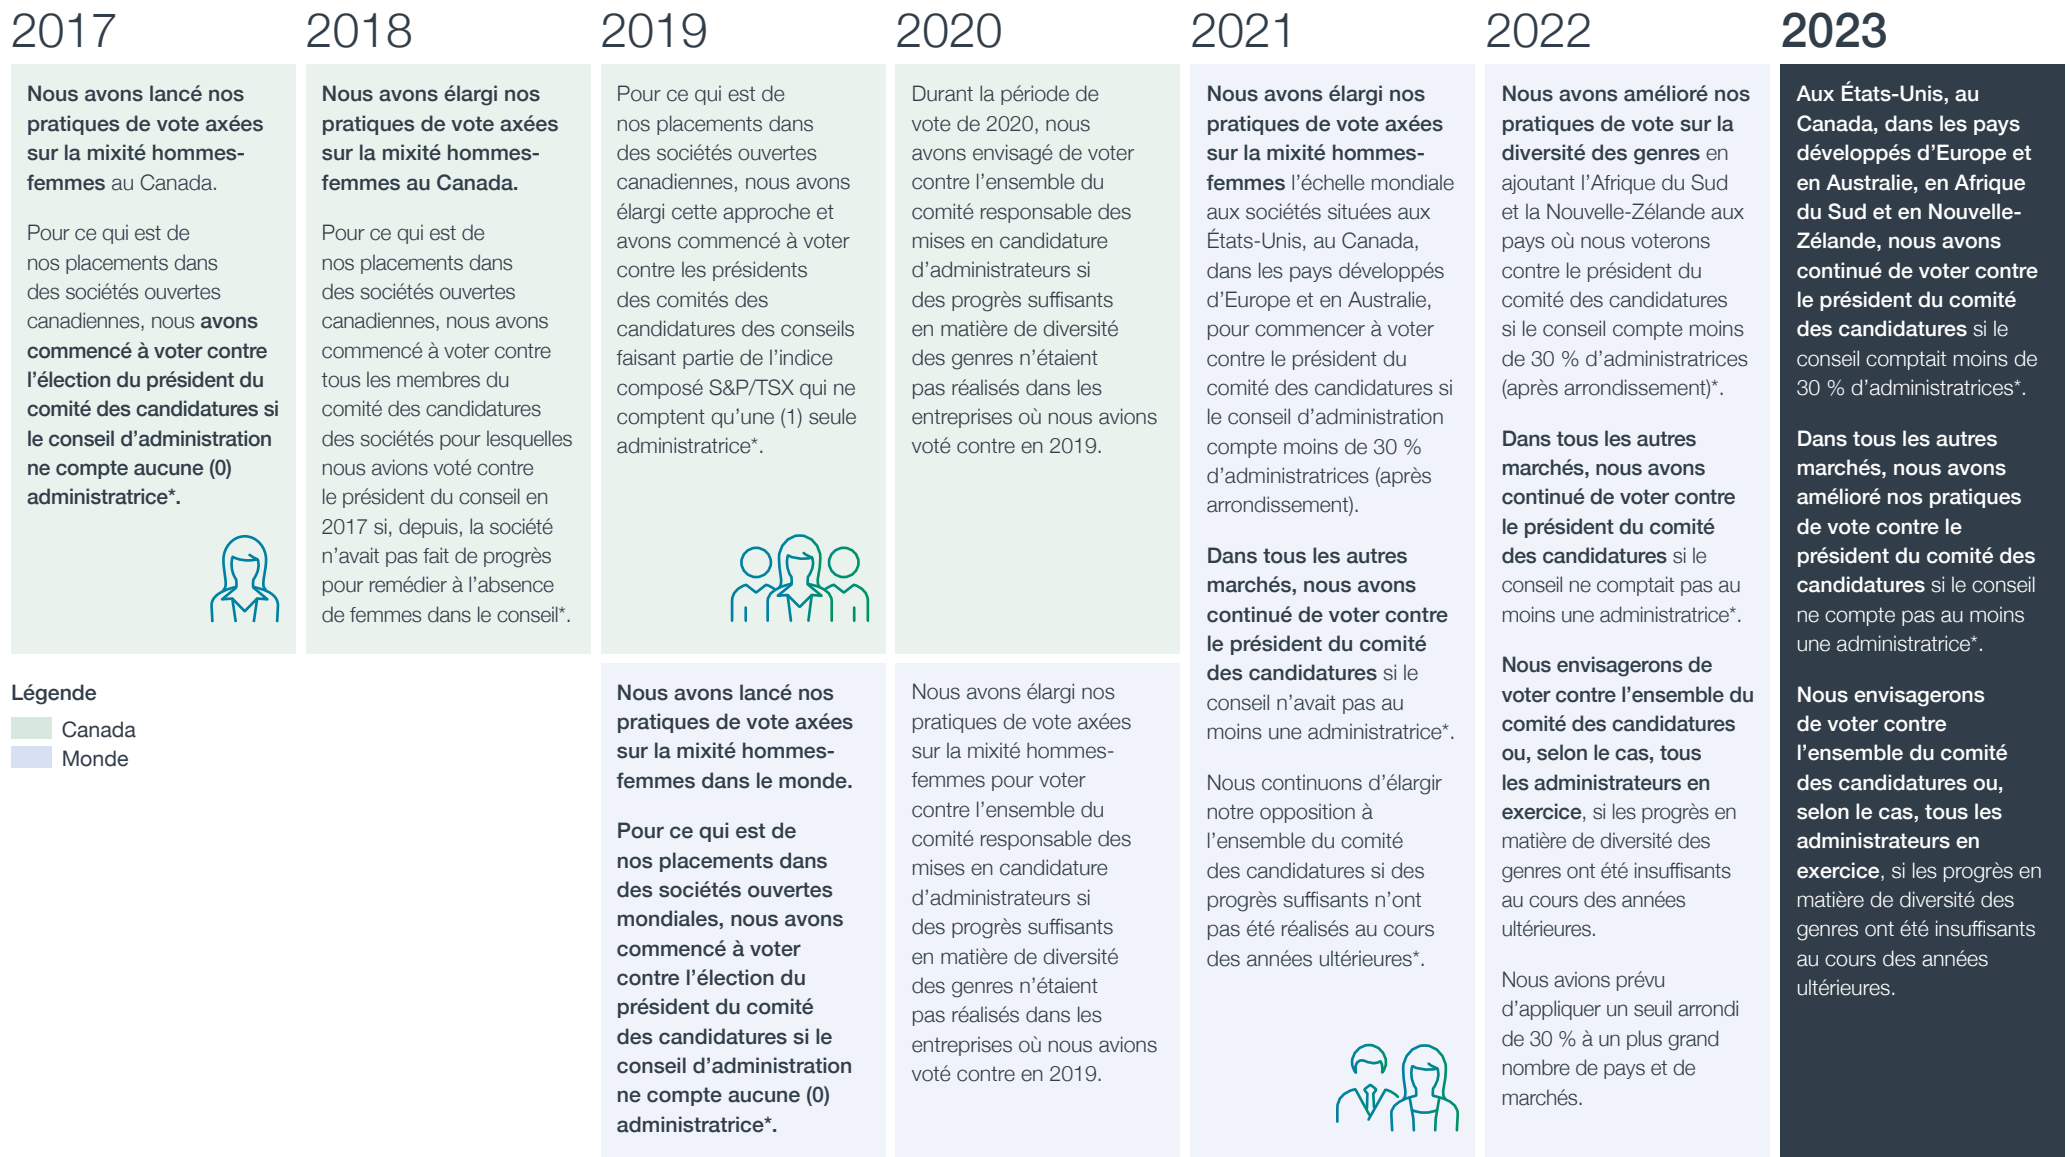 2017
Nous avons lancé nos
pratiques de vote axées
sur la mixité hommes-
femmes au Canada.
Pour ce qui est de
nos placements dans
des sociétés ouvertes
canadiennes, nous avons
commencé à voter contre
l'élection du président du
comité des candidatures si
le conseil d'administration
ne compte aucune (0)
administratrice*.
2018
Nous avons élargi nos
pratiques de vote axées
sur la mixité hommes-
femmes au Canada.
Pour ce qui est de
nos placements dans
des sociétés ouvertes
canadiennes, nous avons
commencé à voter contre
tous les membres du
comité des candidatures
des sociétés pour lesquelles
nous avions voté contre
le président du conseil en
2017 si, depuis, la société
n'avait pas fait de progrès
pour remédier à l'absence
de femmes dans le conseil*.
2019
Pour ce qui est de
nos placements dans
des sociétés ouvertes
canadiennes, nous avons
élargi cette approche et
avons commencé à voter
contre les présidents
des comités des
candidatures des conseils
faisant partie de l'indice
composé S&P/TSX qui ne
comptent qu'une (1) seule
administratrice*.
Nous avons lancé nos
pratiques de vote axées
sur la mixité hommes-
femmes dans le monde.
Pour ce qui est de
nos placements dans
des sociétés ouvertes
mondiales, nous avons
commencé à voter
contre l'élection du
président du comité
des candidatures si le
conseil d'administration
ne compte aucune (0)
administratrice*.
2020
Durant la période de
vote de 2020, nous
avons envisagé de voter
contre l'ensemble du
comité responsable des
mises en candidature
d'administrateurs si
des progrès suffisants
en matière de diversité
des genres n'étaient
pas réalisés dans les
entreprises où nous avions
voté contre en 2019.
Nous avons élargi nos
pratiques de vote axées
sur la mixité hommes-
femmes pour voter
contre l'ensemble du
comité responsable des
mises en candidature
d'administrateurs si
des progrès suffisants
en matière de diversité
des genres n'étaient
pas réalisés dans les
entreprises où nous avions
voté contre en 2019.
2021
Nous avons élargi nos
pratiques de vote axées
sur la mixité hommes-
femmes l'échelle mondiale
aux sociétés situées aux
États-Unis, au Canada,
dans les pays développés
d'Europe et en Australie,
pour commencer à voter
contre le président du
comité des candidatures si
le conseil d'administration
compte moins de 30 %
d'administratrices (après
arrondissement).
Dans tous les autres
marchés, nous avons
continué de voter contre
le président du comité
des candidatures si le
conseil n'avait pas au
moins une administratrice*.
Nous continuons d'élargir
notre opposition à
l'ensemble du comité
des candidatures si des
progrès suffisants n'ont
pas été réalisés au cours
des années ultérieures*.
2022
Nous avons amélioré nos
pratiques de vote sur la
diversité des genres en
ajoutant l'Afrique du Sud
et la Nouvelle-Zélande aux
pays où nous voterons
contre le président du
comité des candidatures
si le conseil compte moins
de 30 % d'administratrices
(après arrondissement)*.
Dans tous les autres
marchés, nous avons
continué de voter contre
le président du comité
des candidatures si le
conseil ne comptait pas au
moins une administratrice*.
Nous envisagerons de
voter contre l'ensemble du
comité des candidatures
ou, selon le cas, tous
les administrateurs en
exercice, si les progrès en
matière de diversité des
genres ont été insuffisants
au cours des années
ultérieures.
Nous avions prévu
d'appliquer un seuil arrondi
de 30 % à un plus grand
nombre de pays et de
marchés.
2023
Aux États-Unis, au
Canada, dans les pays
développés d'Europe et
en Australie, en Afrique
du Sud et en Nouvelle-
Zélande, nous avons
continué de voter contre
le président du comité
des candidatures si le
conseil comptait moins de
30 % d'administratrices*.
Dans tous les autres
marchés, nous avons
amélioré nos pratiques
de vote contre le
président du comité des
candidatures si le conseil
ne compte pas au moins
une administratrice*.
Nous envisagerons
de voter contre
l'ensemble du comité
des candidatures ou,
selon le cas, tous les
administrateurs en
exercice, si les progrès en
matière de diversité des
genres ont été insuffisants
au cours des années
ultérieures.
Légende
Canada
Monde